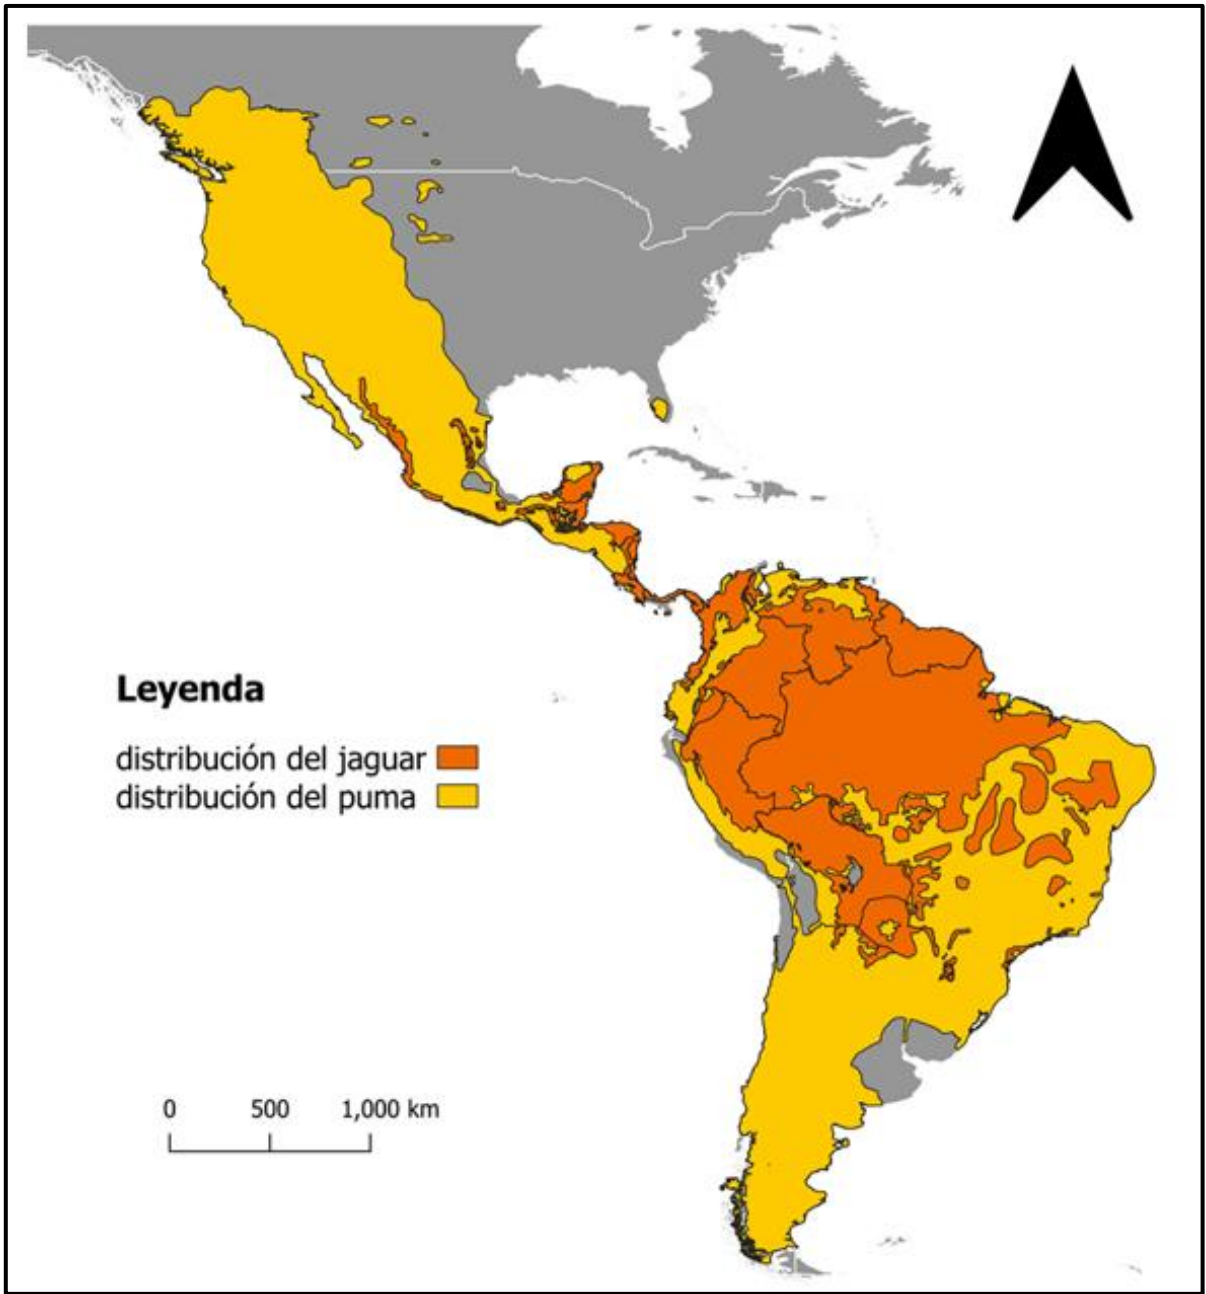 Leyenda
distribución del jaguar
distribución del puma
0 500 1,000 km